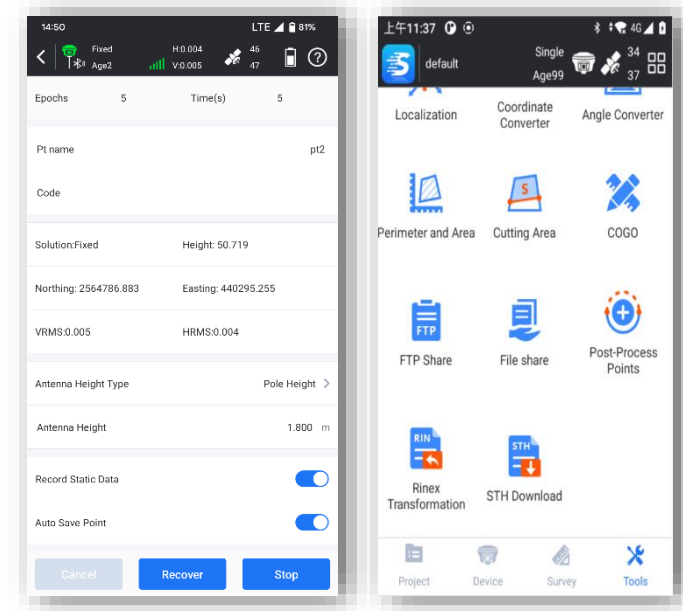 14:50
LTE 81%
Fixed H:0.004 46
Age2 V:0.005 47
Epochs 5 Time(s) 5
Pt name pt2
Code
Solution:Fixed Height: 50.719
Northing: 2564786.883 Easting: 440295.255
VRMS:0.005 HRMS:0.004
Antenna Height Type Pole Height
Antenna Height 1.800 m
Record Static Data
Auto Save Point
Cancel Recover Stop
上午11:37 4G
default Single 34
Age99 37
Localization Coordinate Converter Angle Converter
S
Perimeter and Area Cutting Area COGO
FTP
FTP Share File share Post-Process Points
RIN STH
Rinex Transformation STH Download
Project Device Survey Tools